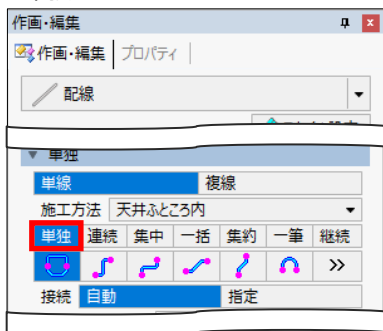 作画・編集
作画・編集 プロパティ
配線
単独
単線 複線
施工方法 天井ふところ内
単独 連続 集中 一括 集約 一筆 継続
接続 自動 指定